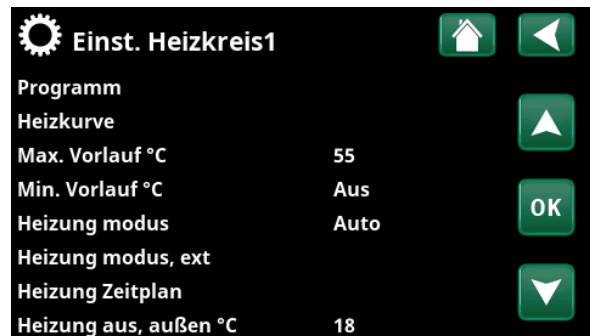 Einst. Heizkreis1
Programm
Heizkurve
Max. Vorlauf °C 55
Min. Vorlauf °C Aus
Heizung modus Auto
OK
Heizung modus, ext
Heizung Zeitplan
Heizung aus, außen °C 18